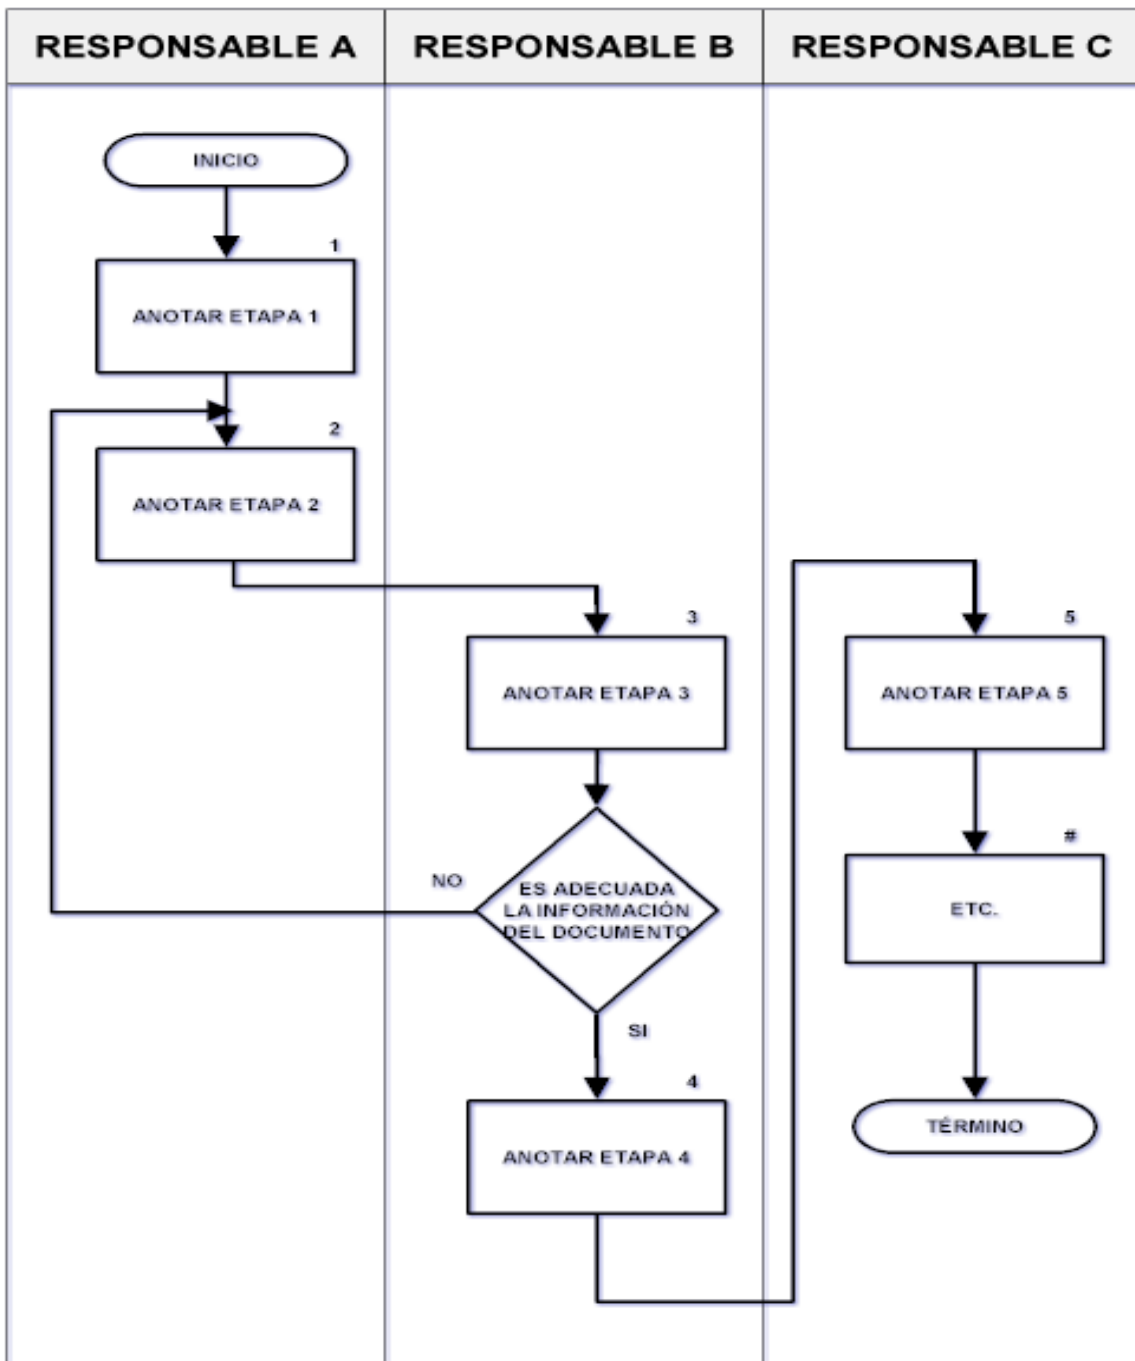 RESPONSABLE A
RESPONSABLE B
RESPONSABLE C
INICIO
1
ANOTAR ETAPA 1
2
ANOTAR ETAPA 2
3
ANOTAR ETAPA 3
NO
ES ADECUADA
LA INFORMACIÓN
DEL DOCUMENTO
SI
4
ANOTAR ETAPA 4
5
ANOTAR ETAPA 5
#
ETC.
TÉRMINO